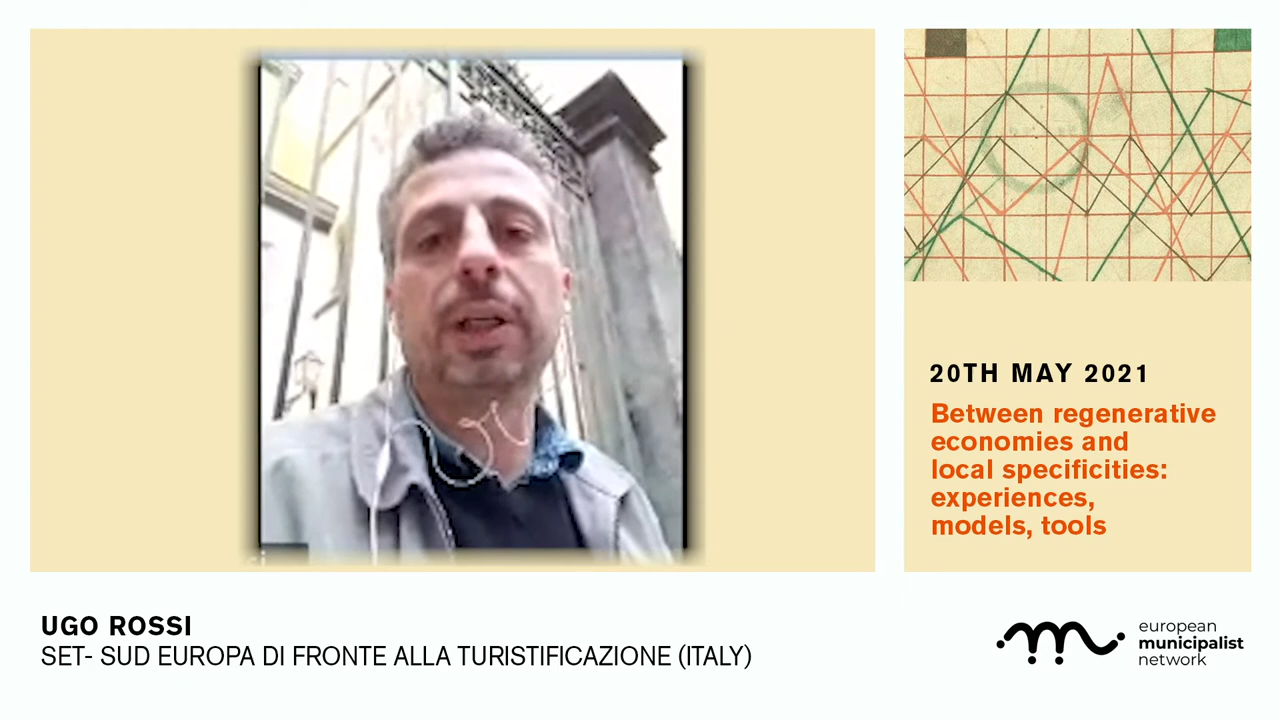 20TH MAY 2021
Between regenerative
economies and
local specificities:
experiences,
models, tools
UGO ROSSI
SET- SUD EUROPA DI FRONTE ALLA TURISTIFICAZIONE (ITALY)
european
municipalist
network